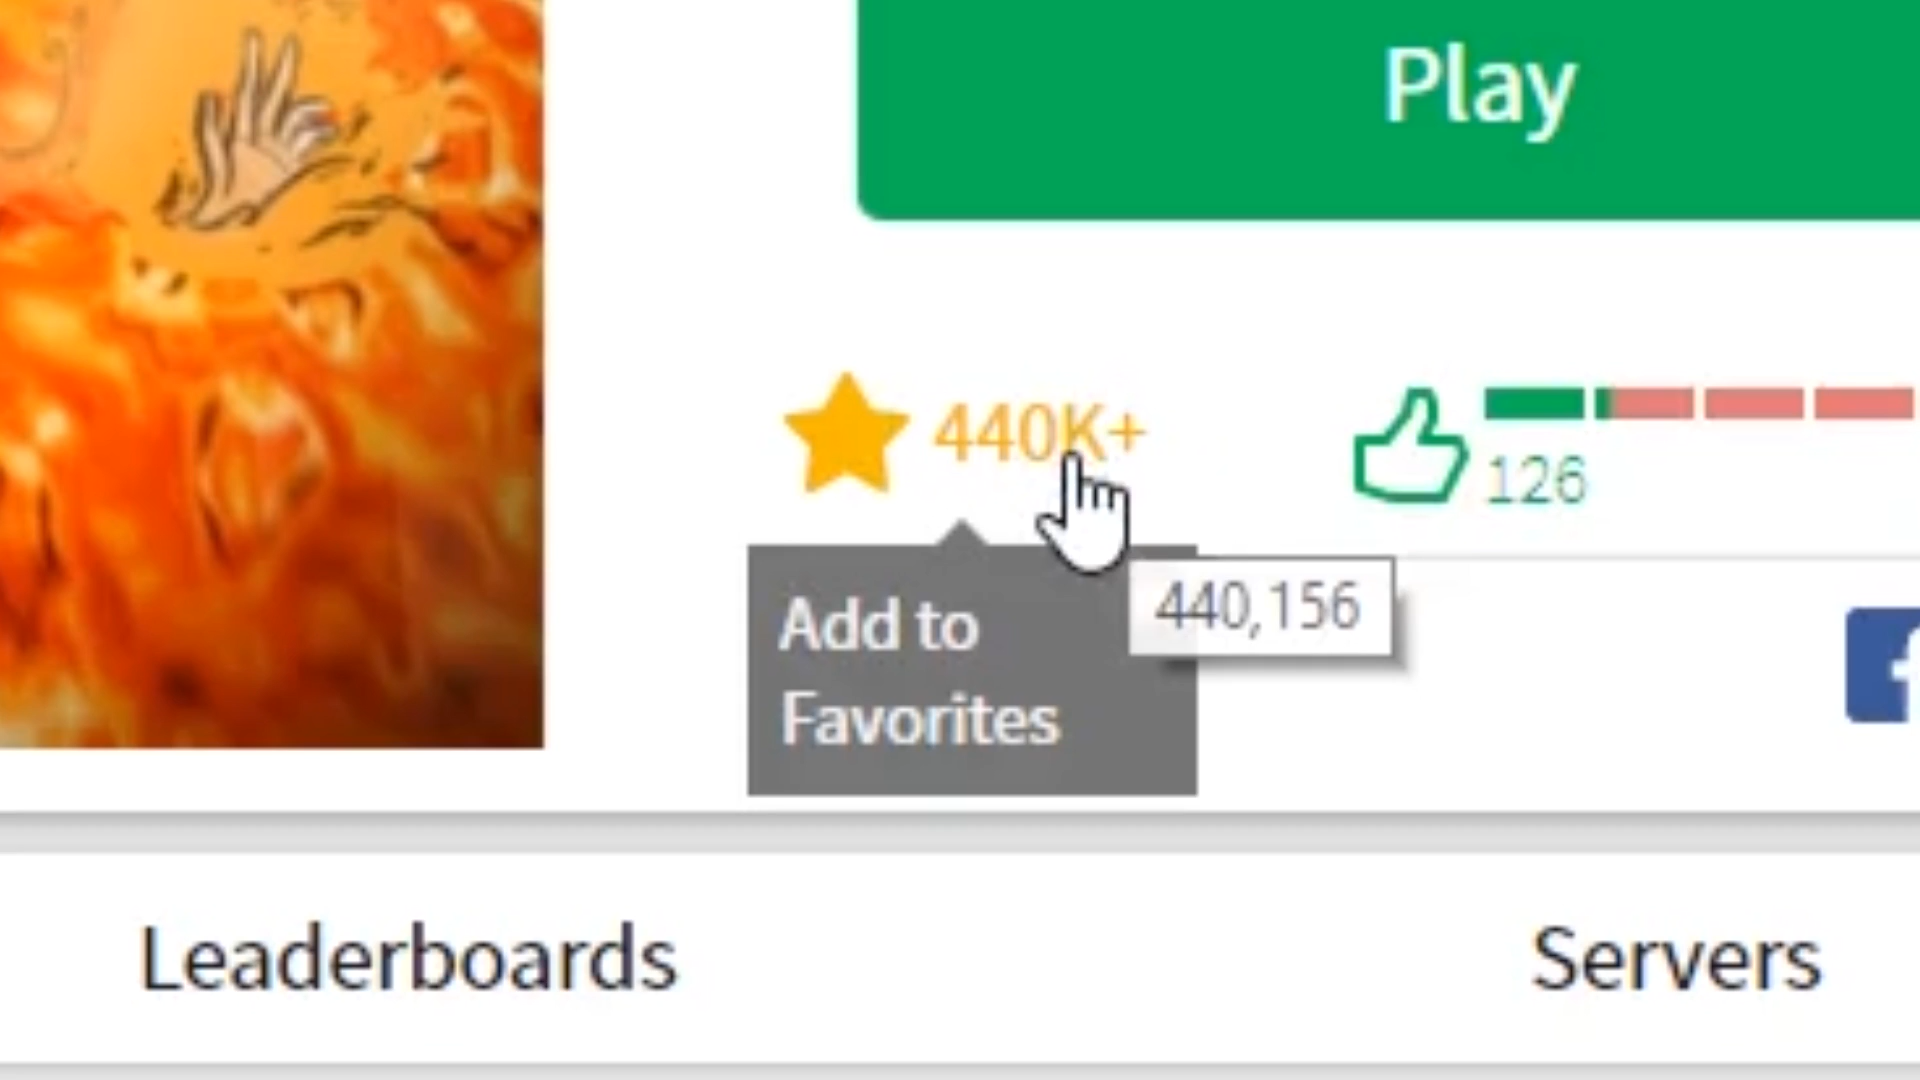 Play
440K+
126
Add to
Favorites
440,156
Leaderboards
Servers